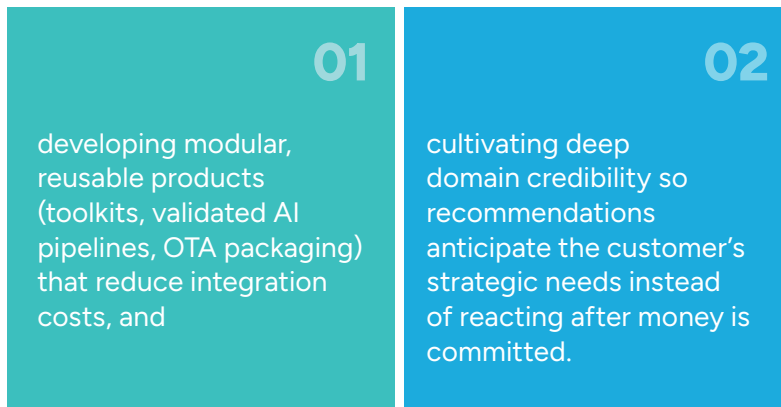 01
developing modular,
reusable products
(toolkits, validated AI
pipelines, OTA packaging)
that reduce integration
costs, and
02
cultivating deep
domain credibility so
recommendations
anticipate the customer’s
strategic needs instead
of reacting after money is
committed.